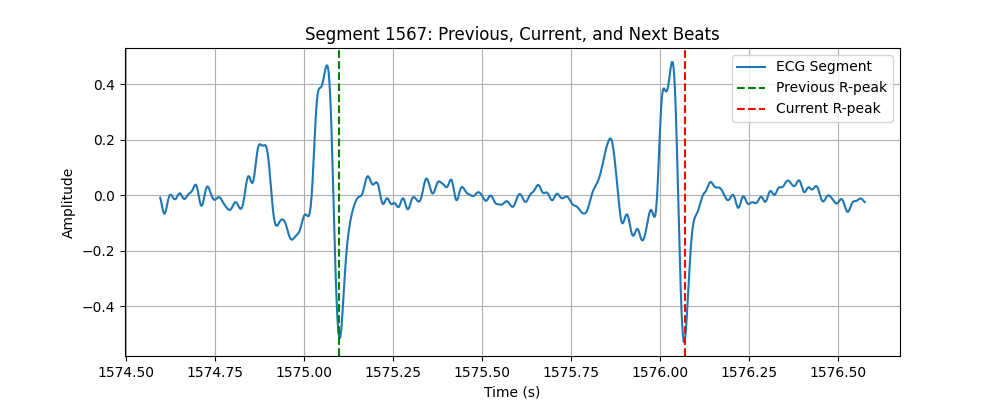 Segment 1567: Previous, Current, and Next Beats
ECG Segment
Previous R-peak
Current R-peak
Amplitude
0.4
0.2
0.0
−0.2
−0.4
1574.50 1574.75 1575.00 1575.25 1575.50 1575.75 1576.00 1576.25 1576.50
Time (s)